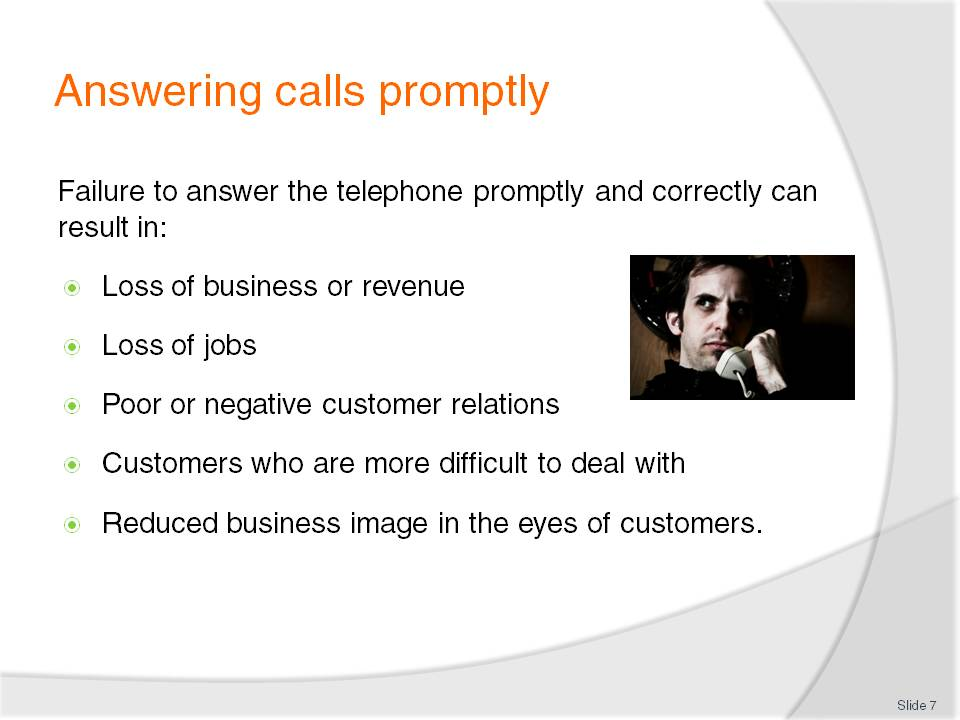 Answering calls promptly
Failure to answer the telephone promptly and correctly can
result in:
Loss of business or revenue
Loss of jobs
Poor or negative customer relations
Customers who are more difficult to deal with
Reduced business image in the eyes of customers.
Slide 7